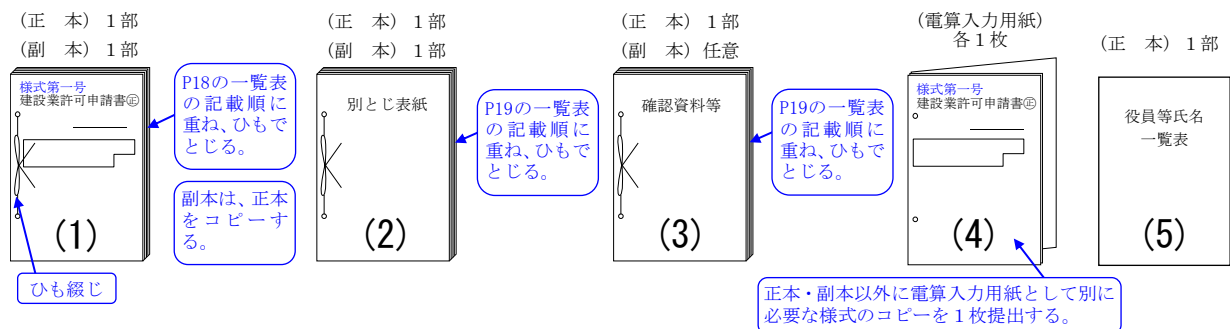 (正　本) 1部
(副　本) 1部
様式第一号
建設業許可申請書㊣
(1)
ひも綴じ
P18の一覧表
の記載順に
重ね、ひもで
とじる。
副本は、正本
をコピーす
る。
(正　本) 1部
(副　本) 1部
別とじ表紙
(2)
P19の一覧表
の記載順に
重ね、ひもで
とじる。
(正　本) 1部
(副　本) 任意
確認資料等
(3)
P19の一覧表
の記載順に
重ね、ひもで
とじる。
(電算入力用紙)
各1枚
様式第一号
建設業許可申請書㊣
(4)
正本・副本以外に電算入力用紙として別に
必要な様式のコピーを1枚提出する。
(正　本) 1部
役員等氏名
一覧表
(5)